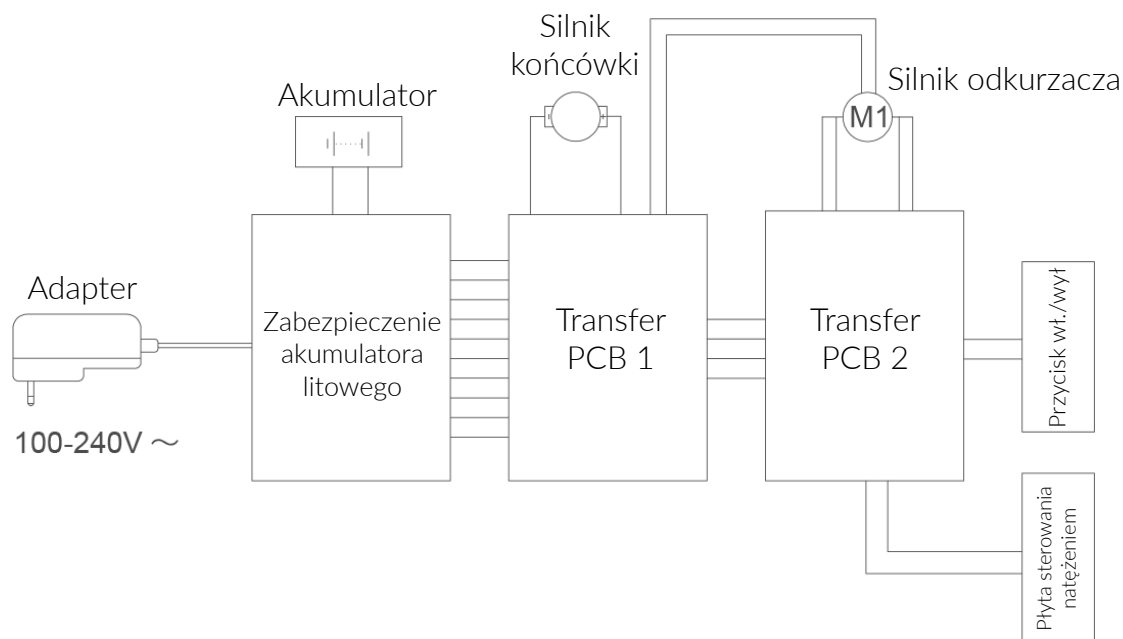 Silnik
końcówki
Silnik odkurzacza
Akumulator
M1
Adapter
Zabezpieczenie
akumulatora
litowego
Transfer
PCB 1
Transfer
PCB 2
Przycisk wł./wył
100-240V ～
Płyta sterowania
natężeniem